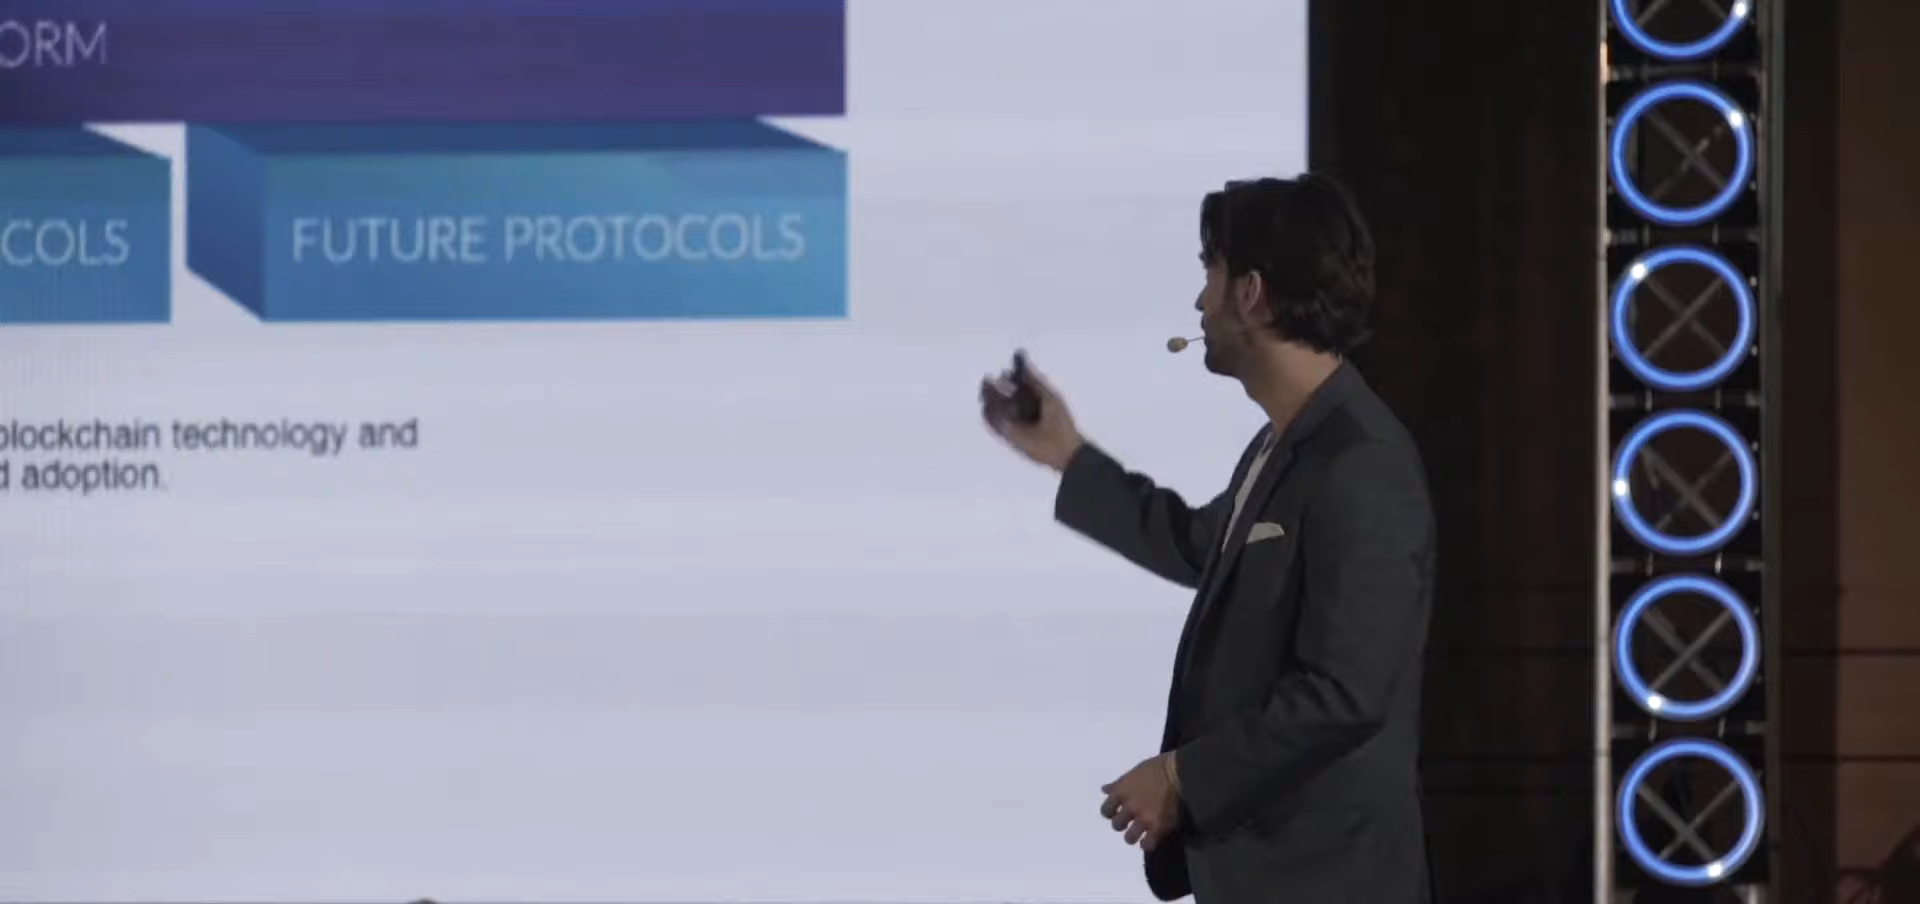 ORM
COLS
FUTURE PROTOCOLS
blockchain technology and
d adoption.